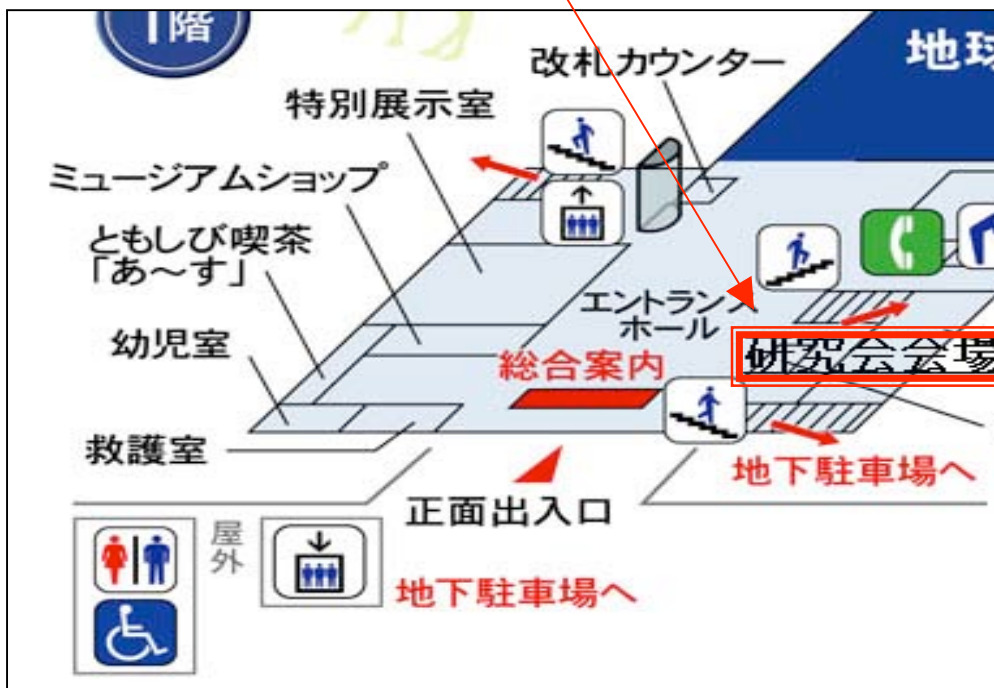 1階
地球
改札カウンター
特別展示室
ミュージアムショップ
ともしび喫茶
「あ～す」
エントランス
ホール
幼児室
研究会会場
総合案内
救護室
地下駐車場へ
正面出入口
屋外
地下駐車場へ